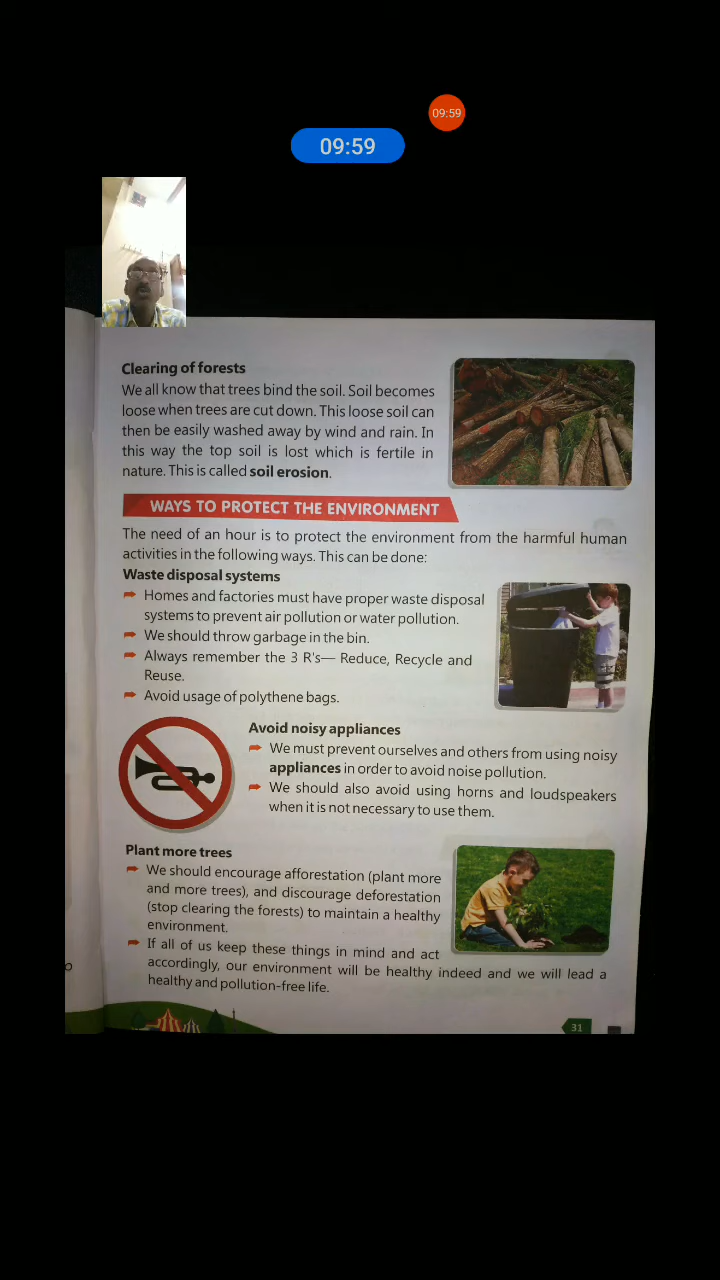 09:59
09:59
Clearing of forests
We all know that trees bind the soil. Soil becomes
loose when trees are cut down. This loose soil can
then be easily washed away by wind and rain. In
this way the top soil is lost which is fertile in
nature. This is called soil erosion.
WAYS TO PROTECT THE ENVIRONMENT
The need of an hour is to protect the environment from the harmful human
activities in the following ways. This can be done:
Waste disposal systems
Homes and factories must have proper waste disposal
systems to prevent air pollution or water pollution.
We should throw garbage in the bin.
Always remember the 3 R's— Reduce, Recycle and
Reuse.
Avoid usage of polythene bags.
Avoid noisy appliances
We must prevent ourselves and others from using noisy
appliances in order to avoid noise pollution.
We should also avoid using horns and loudspeakers
when it is not necessary to use them.
Plant more trees
We should encourage afforestation (plant more
and more trees), and discourage deforestation
(stop clearing the forests) to maintain a healthy
environment.
If all of us keep these things in mind and act
accordingly, our environment will be healthy indeed and we will lead a
healthy and pollution-free life.
31